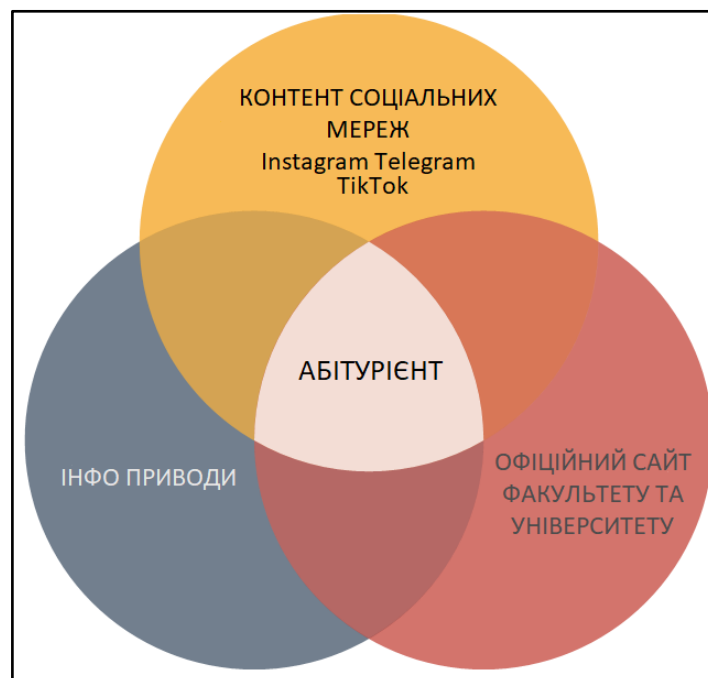 КОНТЕНТ СОЦІАЛЬНИХ
МЕРЕЖ
Instagram Telegram
TikTok
АБІТУРІЄНТ
ІНФО ПРИВОДИ
ОФІЦІЙНИЙ САЙТ
ФАКУЛЬТЕТУ ТА
УНІВЕРСИТЕТУ